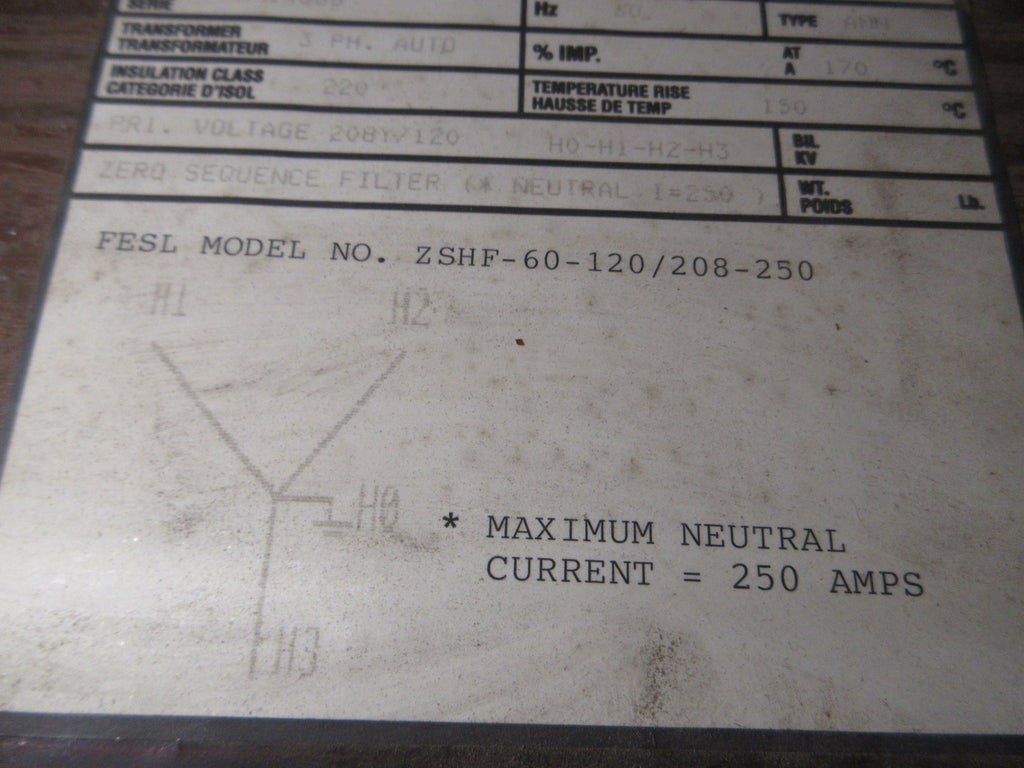 SERIE
Hz 60.
TYPE ANN
TRANSFORMER 3 PH. AUTO
TRANSFORMATEUR
% IMP.
AT 170 °C
A
INSULATION CLASS 220
CATEGORIE D'ISOL
TEMPERATURE RISE 150 °C
HAUSSE DE TEMP
PRI. VOLTAGE 208Y/120 H0-H1-H2-H3
BIL
KV
ZERO SEQUENCE FILTER (* NEUTRAL I=250 )
WT. Lb.
POIDS
FESL MODEL NO. ZSHF-60-120/208-250
H1 H2
H0
* MAXIMUM NEUTRAL
CURRENT = 250 AMPS
H3